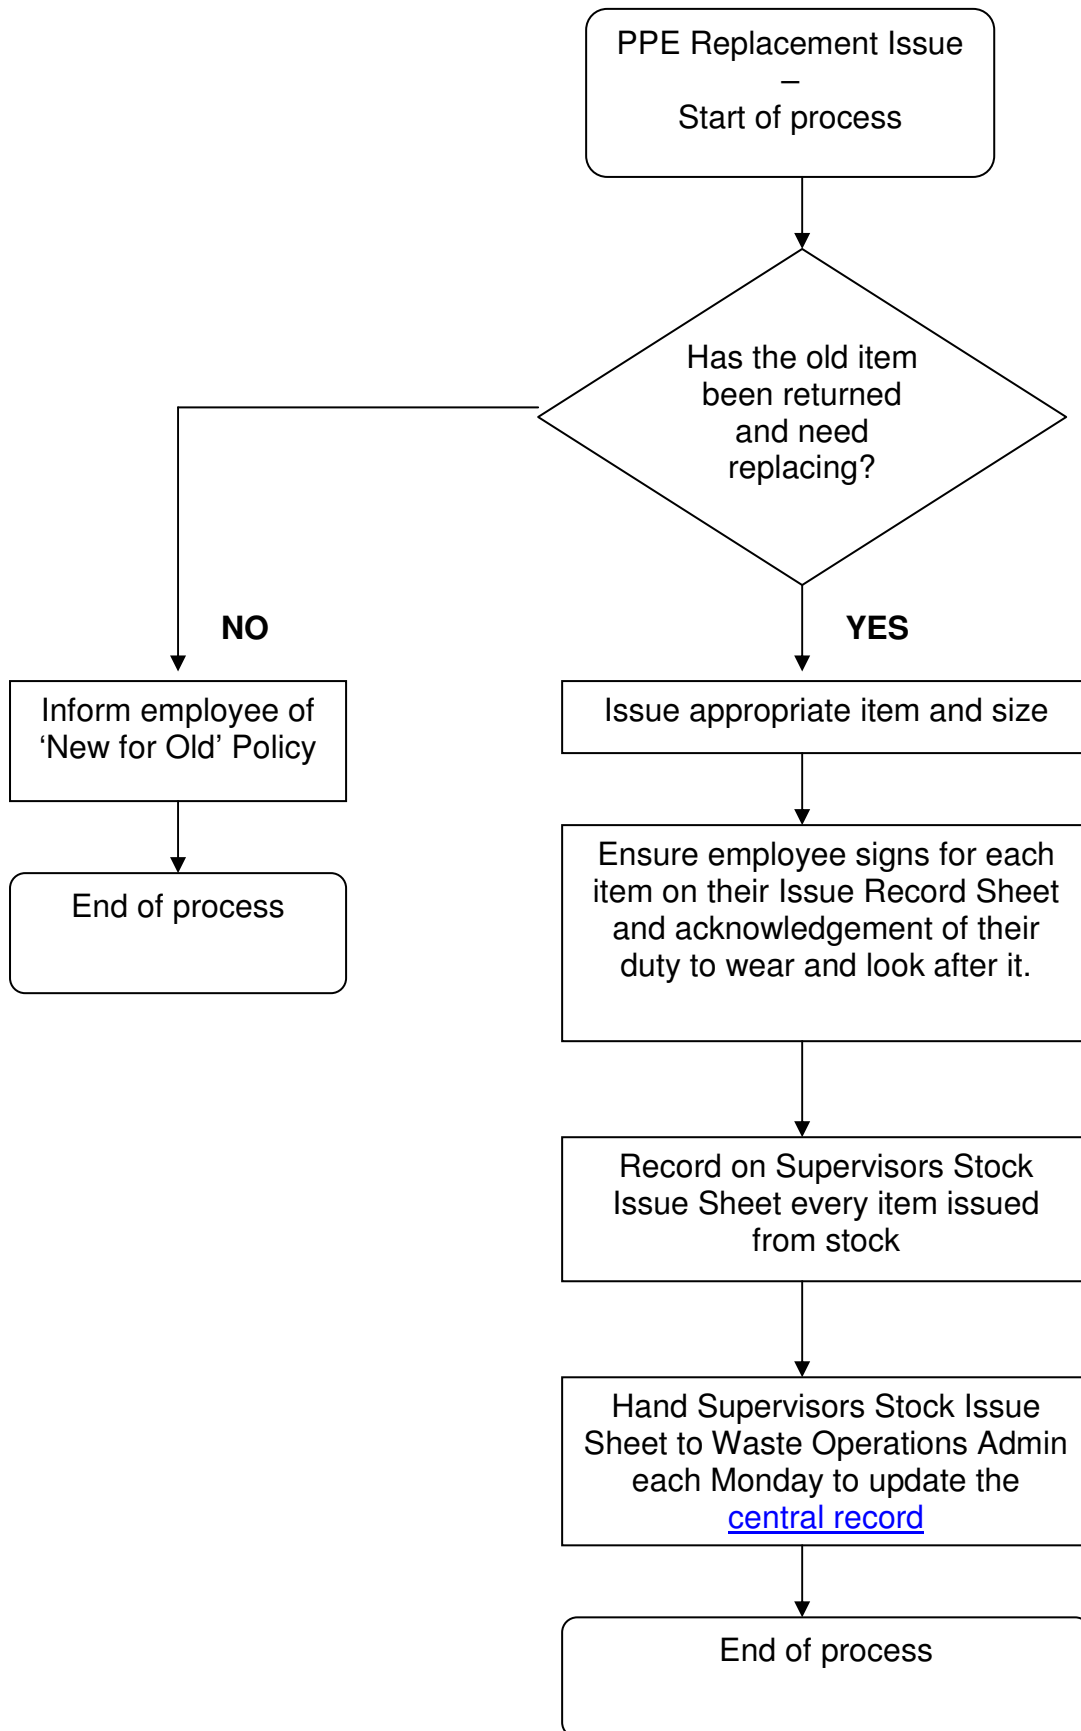 PPE Replacement Issue
–
Start of process
Has the old item
been returned
and need
replacing?
NO
YES
Inform employee of
‘New for Old’ Policy
End of process
Issue appropriate item and size
Ensure employee signs for each
item on their Issue Record Sheet
and acknowledgement of their
duty to wear and look after it.
Record on Supervisors Stock
Issue Sheet every item issued
from stock
Hand Supervisors Stock Issue
Sheet to Waste Operations Admin
each Monday to update the
central record
End of process